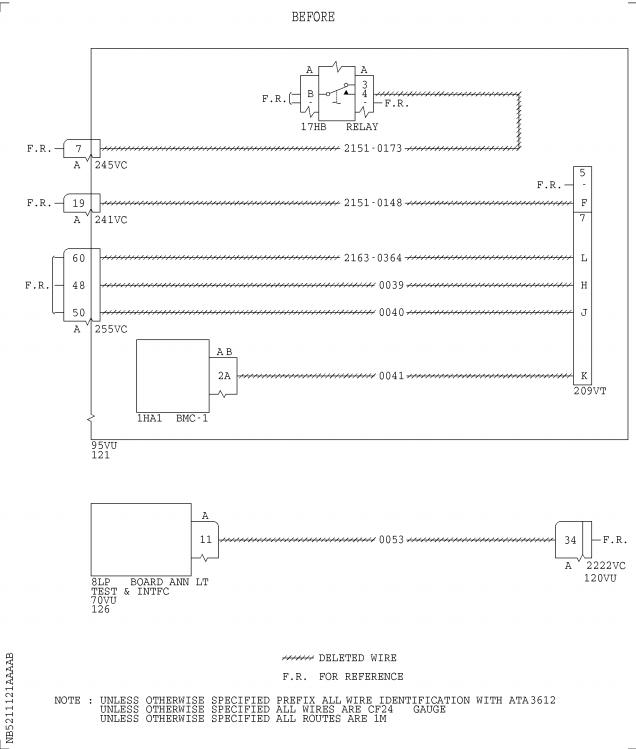 BEFORE
A A
F.R. B 3
- 4 F.R.
17HB RELAY
F.R. 7 2151-0173
A 245VC
5
F.R. -
F.R. 19 2151-0148 F
A 241VC 7
60 2163-0364 L
F.R. 48 0039 H
50 0040 J
A 255VC
A B
2A 0041 K
209VT
1HA1 BMC-1
95VU
121
A
11 0053 34 F.R.
A 2222VC
120VU
8LP BOARD ANN LT
TEST & INTFC
70VU
126
DELETED WIRE
F.R. FOR REFERENCE
NOTE : UNLESS OTHERWISE SPECIFIED PREFIX ALL WIRE IDENTIFICATION WITH ATA3612
UNLESS OTHERWISE SPECIFIED ALL WIRES ARE CF24 GAUGE
UNLESS OTHERWISE SPECIFIED ALL ROUTES ARE 1M
NB5211121AAAAB